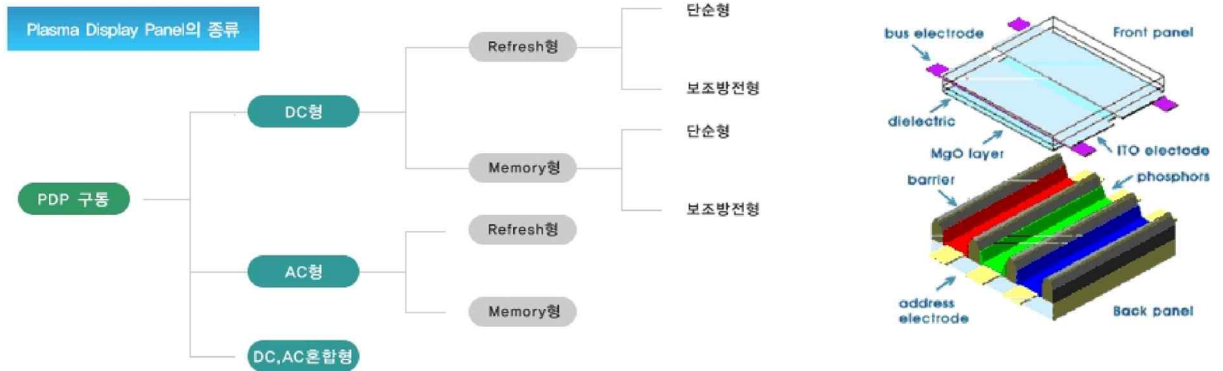 Plasma Display Panel의 종류
PDP 구통
DC형
Refresh형
단순형
보조방전형
Memory형
단순형
보조방전형
AC형
Refresh형
Memory형
DC,AC혼합형
bus electrode
Front panel
dielectric
MgO layer
ITO electode
barrier
phosphors
address
electrode
Back panel